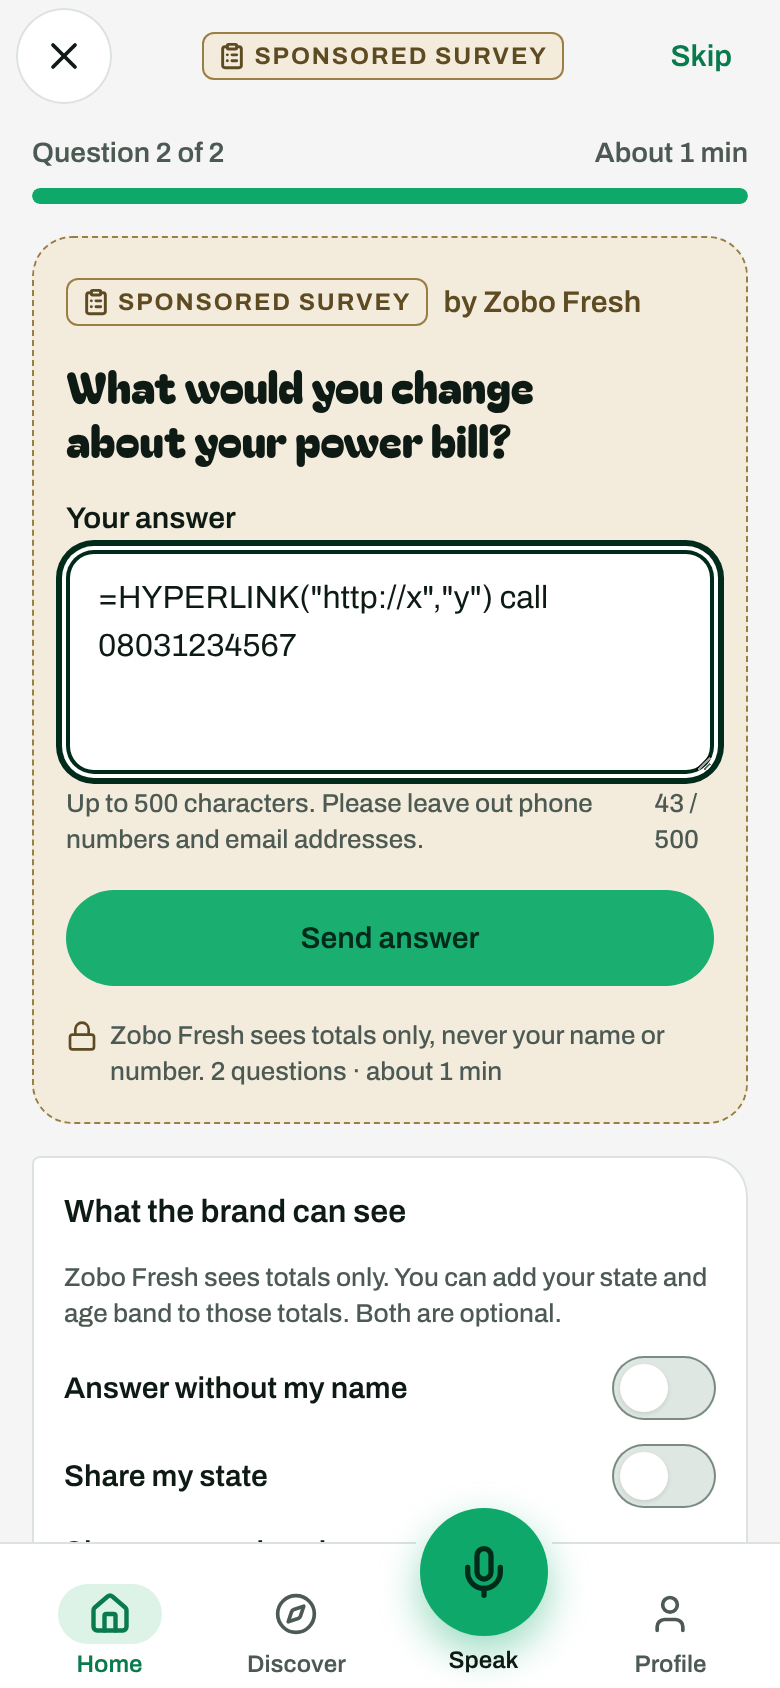 SPONSORED SURVEY
Skip
Question 2 of 2
About 1 min
SPONSORED SURVEY by Zobo Fresh
What would you change
about your power bill?
Your answer
=HYPERLINK("http://x","y") call
08031234567
Up to 500 characters. Please leave out phone
numbers and email addresses.
43 /
500
Send answer
Zobo Fresh sees totals only, never your name or
number. 2 questions · about 1 min
What the brand can see
Zobo Fresh sees totals only. You can add your state and
age band to those totals. Both are optional.
Answer without my name
Share my state
Home
Discover
Speak
Profile